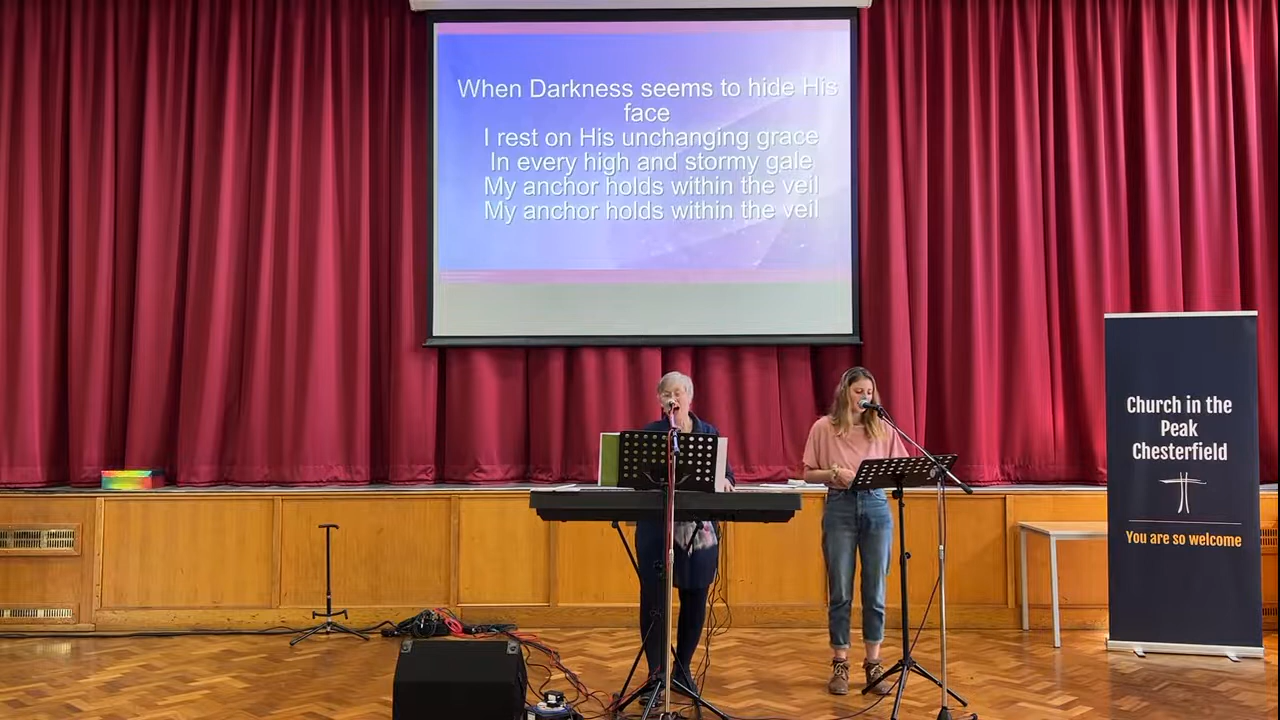 When Darkness seems to hide His
face
I rest on His unchanging grace
In every high and stormy gale
My anchor holds within the veil
My anchor holds within the veil
Church in the
Peak
Chesterfield
You are so welcome